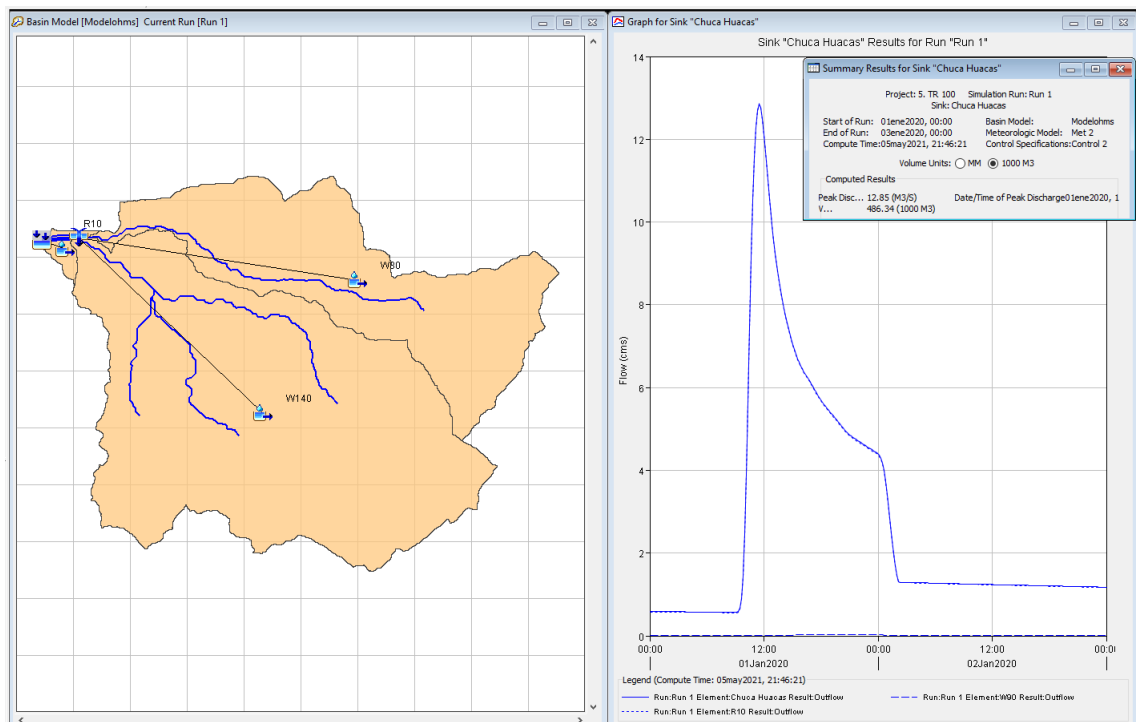 Basin Model [Modelohms] Current Run [Run 1]
R10
W80
W140
Graph for Sink "Chuca Huacas"
Sink "Chuca Huacas" Results for Run "Run 1"
14
12
10
8
6
4
2
0
Flow (cms)
00:00
12:00
00:00
12:00
00:00
01Jan2020
02Jan2020
Legend (Compute Time: 05may2021, 21:46:21)
Run:Run 1 Element:Chuca Huacas Result:Outflow
Run:Run 1 Element:W90 Result:Outflow
Run:Run 1 Element:R10 Result:Outflow
Summary Results for Sink "Chuca Huacas"
Project: 5. TR 100 Simulation Run: Run 1
Sink: Chuca Huacas
Start of Run: 01ene2020, 00:00 Basin Model: Modelohms
End of Run: 03ene2020, 00:00 Meteorologic Model: Met 2
Compute Time:05may2021, 21:46:21 Control Specifications:Control 2
Volume Units: MM 1000 M3
Computed Results
Peak Disc... 12.85 (M3/S) Date/Time of Peak Discharge01ene2020, 1
V... 486.34 (1000 M3)